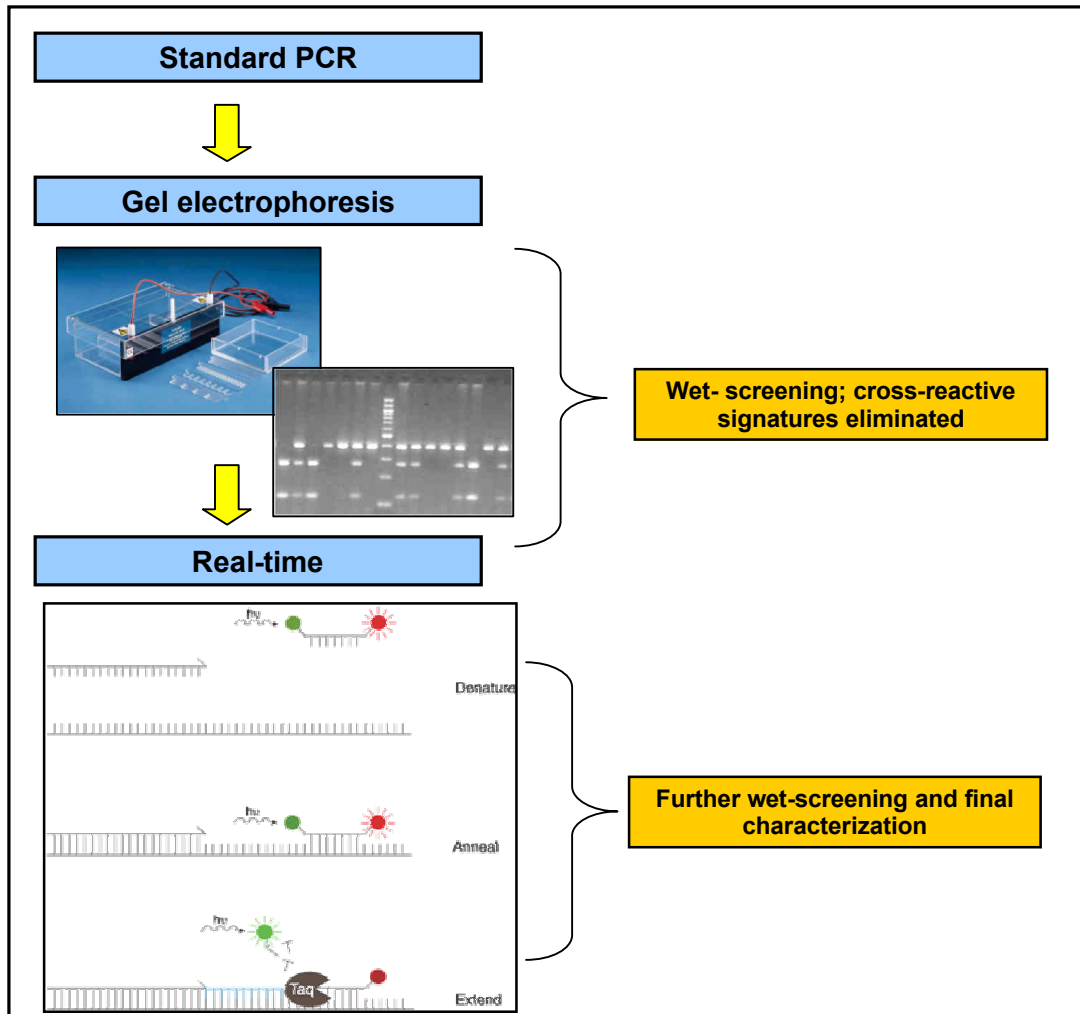 Standard PCR
Gel electrophoresis
Wet- screening; cross-reactive
signatures eliminated
Real-time
hν
Denature
Further wet-screening and final
characterization
hν
Anneal
hν
Taq
Extend